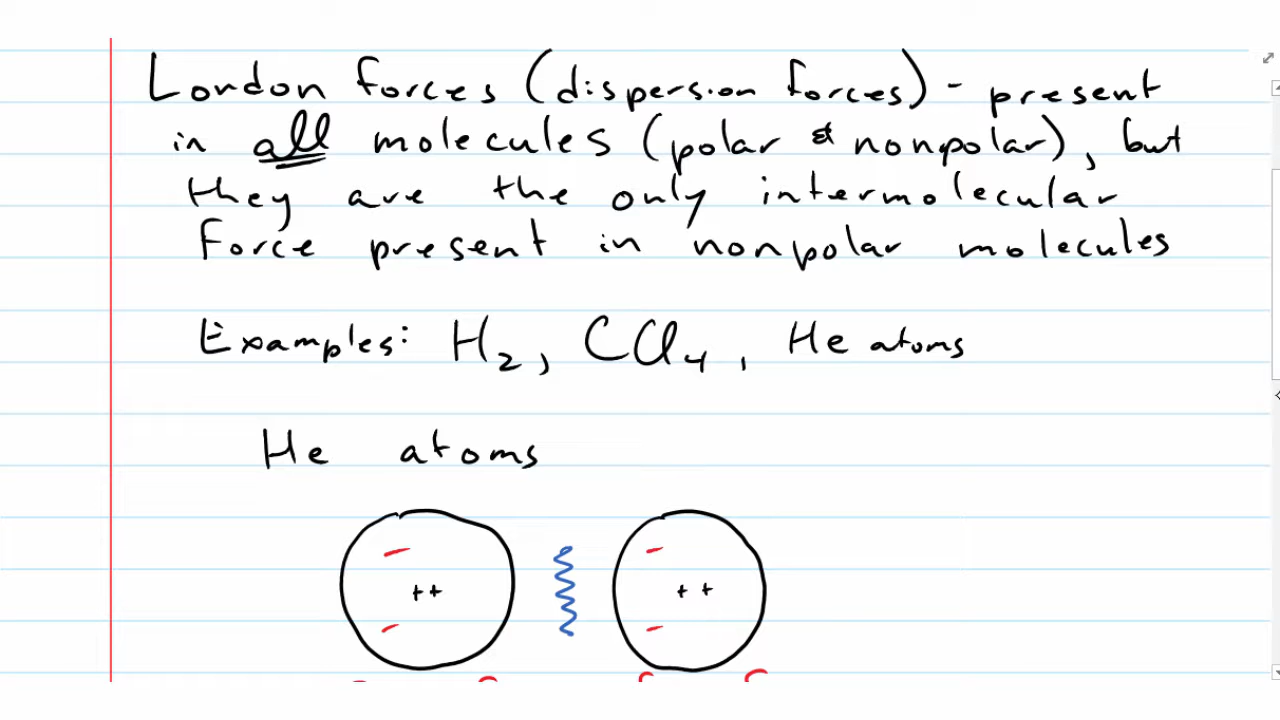 London forces (dispersion forces) - present
in all molecules (polar & nonpolar), but
they are the only intermolecular
force present in nonpolar molecules
Examples: H₂, CCl₄, He atoms
He atoms
- -
++ ++
- -